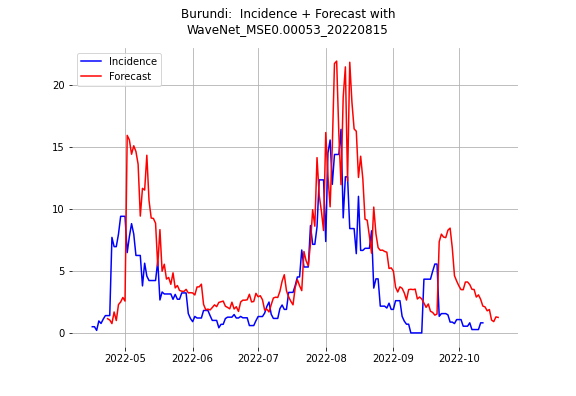 Burundi:  Incidence + Forecast with
WaveNet_MSE0.00053_20220815
Incidence
Forecast
20
15
10
5
0
2022-05 2022-06 2022-07 2022-08 2022-09 2022-10